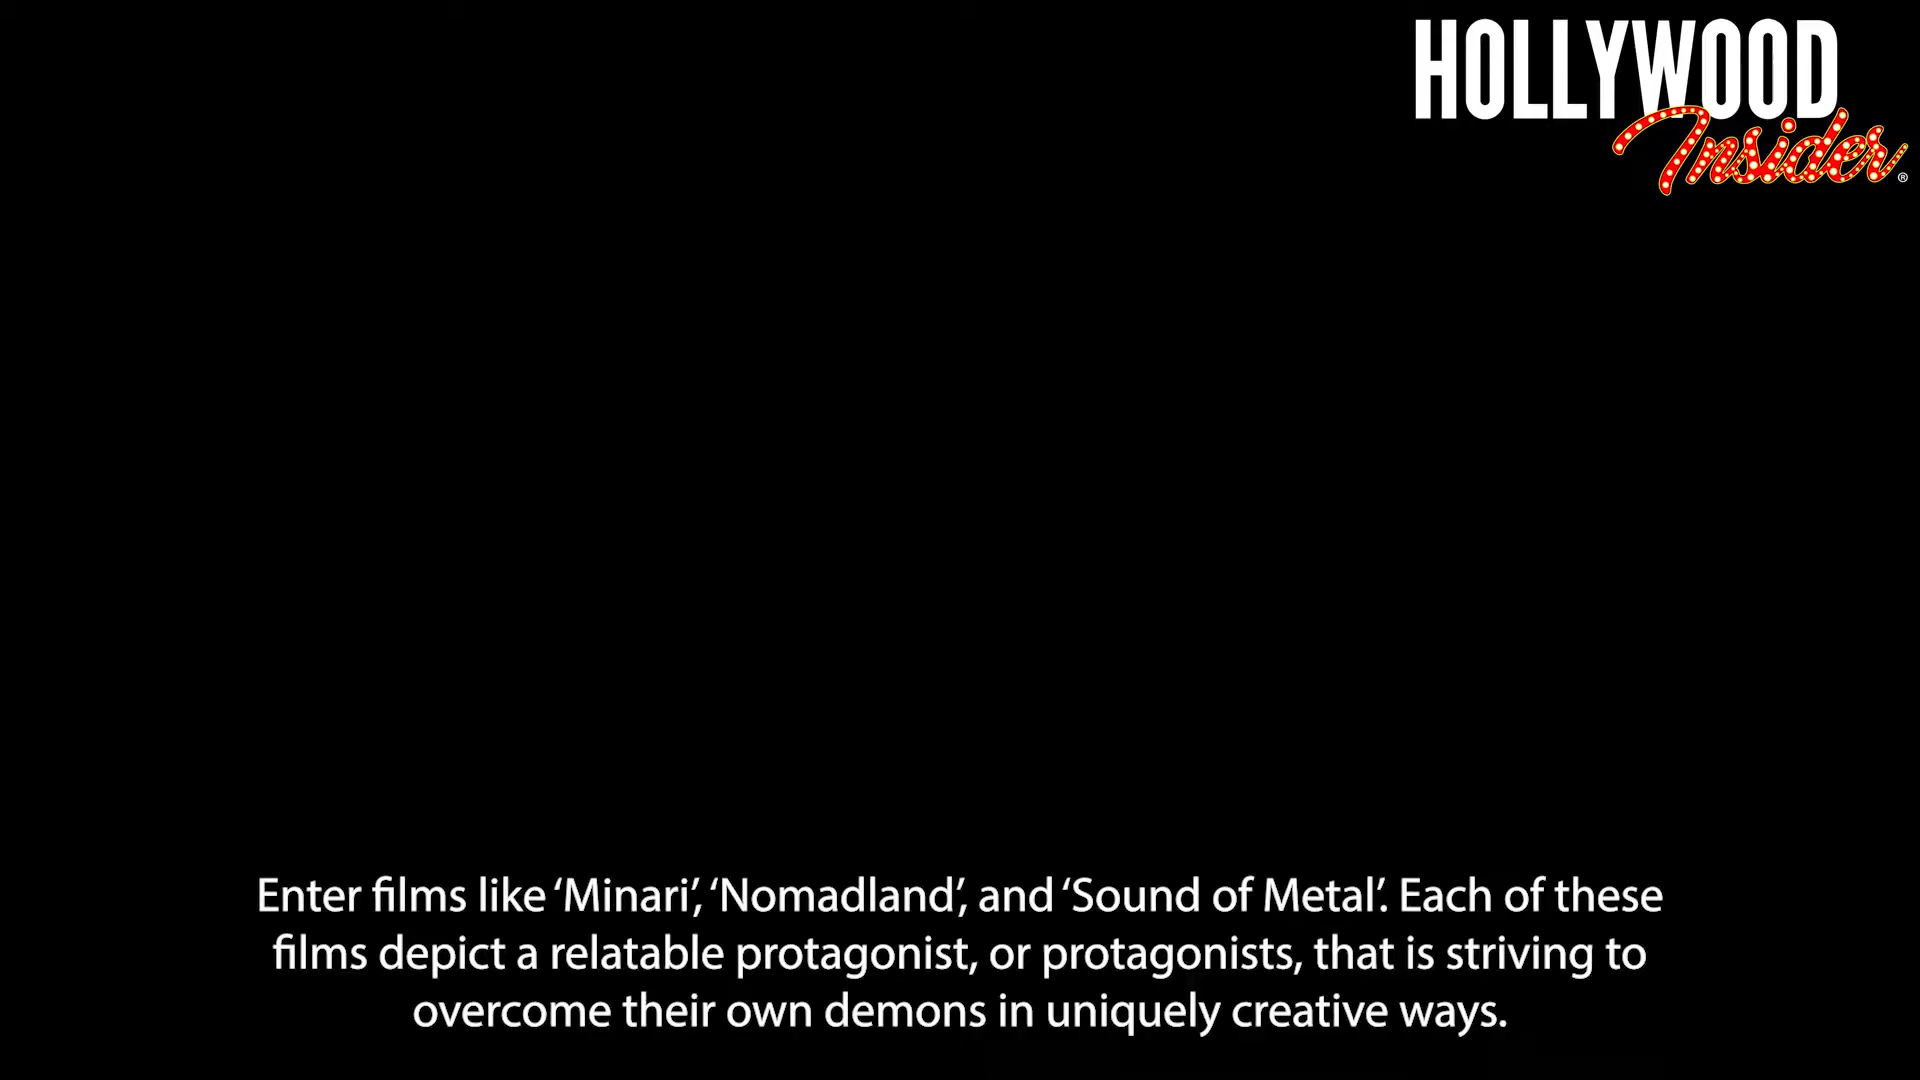 HOLLYWOOD
Insider®
Enter films like ‘Minari’, ‘Nomadland’, and ‘Sound of Metal’. Each of these
films depict a relatable protagonist, or protagonists, that is striving to
overcome their own demons in uniquely creative ways.